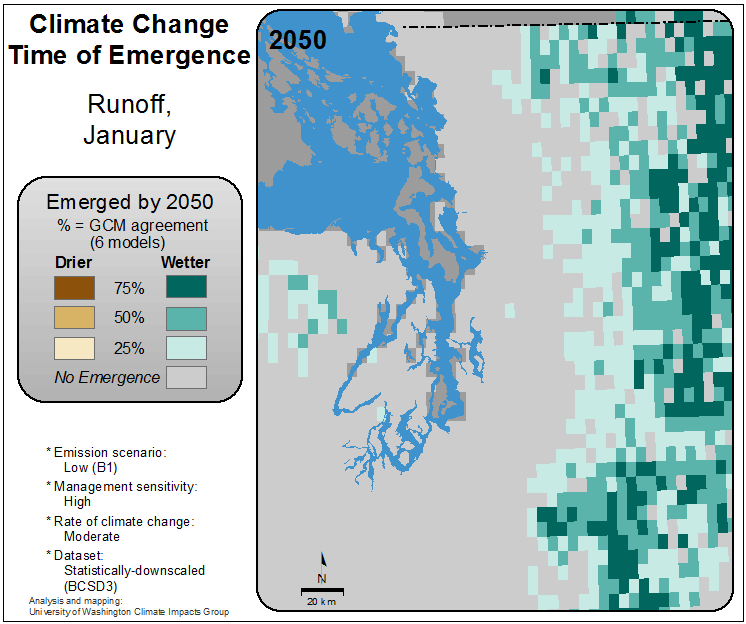 Climate Change
Time of Emergence
Runoff,
January
Emerged by 2050
% = GCM agreement
(6 models)
Drier Wetter
75%
50%
25%
No Emergence
* Emission scenario:
Low (B1)
* Management sensitivity:
High
* Rate of climate change:
Moderate
* Dataset:
Statistically-downscaled
(BCSD3)
Analysis and mapping:
University of Washington Climate Impacts Group
2050
N
20 km